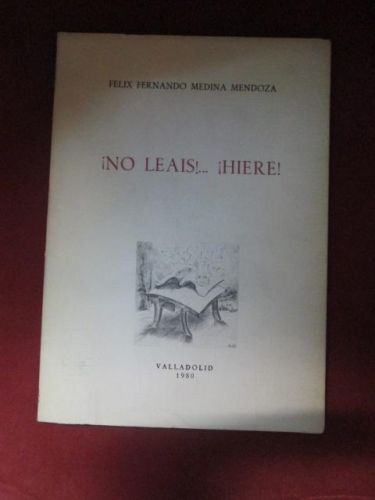 FELIX FERNANDO MEDINA MENDOZA
¡NO LEAIS!... ¡HIERE!
VALLADOLID
1980